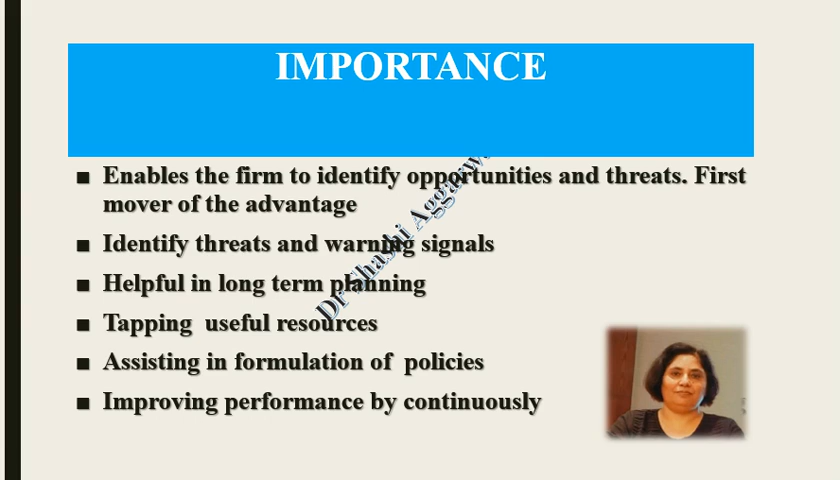 IMPORTANCE
■ Enables the firm to identify opportunities and threats. First
mover of the advantage
■ Identify threats and warning signals
■ Helpful in long term planning
■ Tapping useful resources
■ Assisting in formulation of policies
■ Improving performance by continuously
Dr Shashi